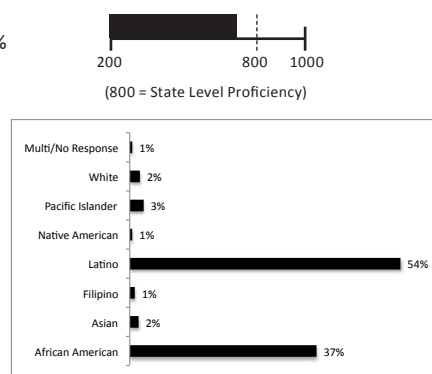 %
200 800 1000
(800 = State Level Proficiency)
Multi/No Response 1%
White 2%
Pacific Islander 3%
Native American 1%
Latino 54%
Filipino 1%
Asian 2%
African American 37%